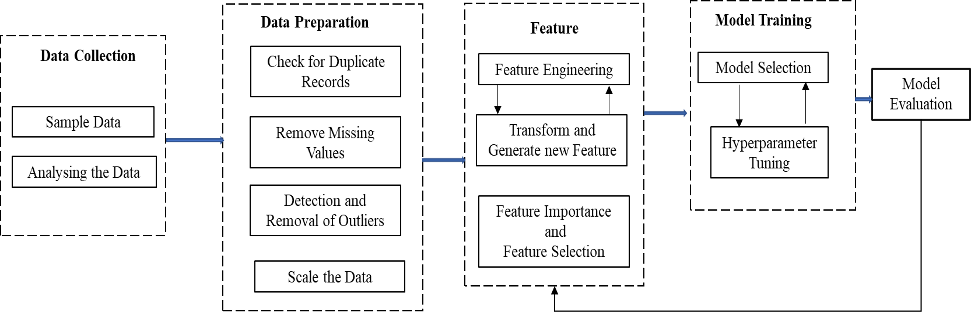 Data Collection
Sample Data
Analysing the Data
Data Preparation
Check for Duplicate
Records
Remove Missing
Values
Detection and
Removal of Outliers
Scale the Data
Feature
Feature Engineering
Transform and
Generate new Feature
Feature Importance
and
Feature Selection
Model Training
Model Selection
Hyperparameter
Tuning
Model
Evaluation